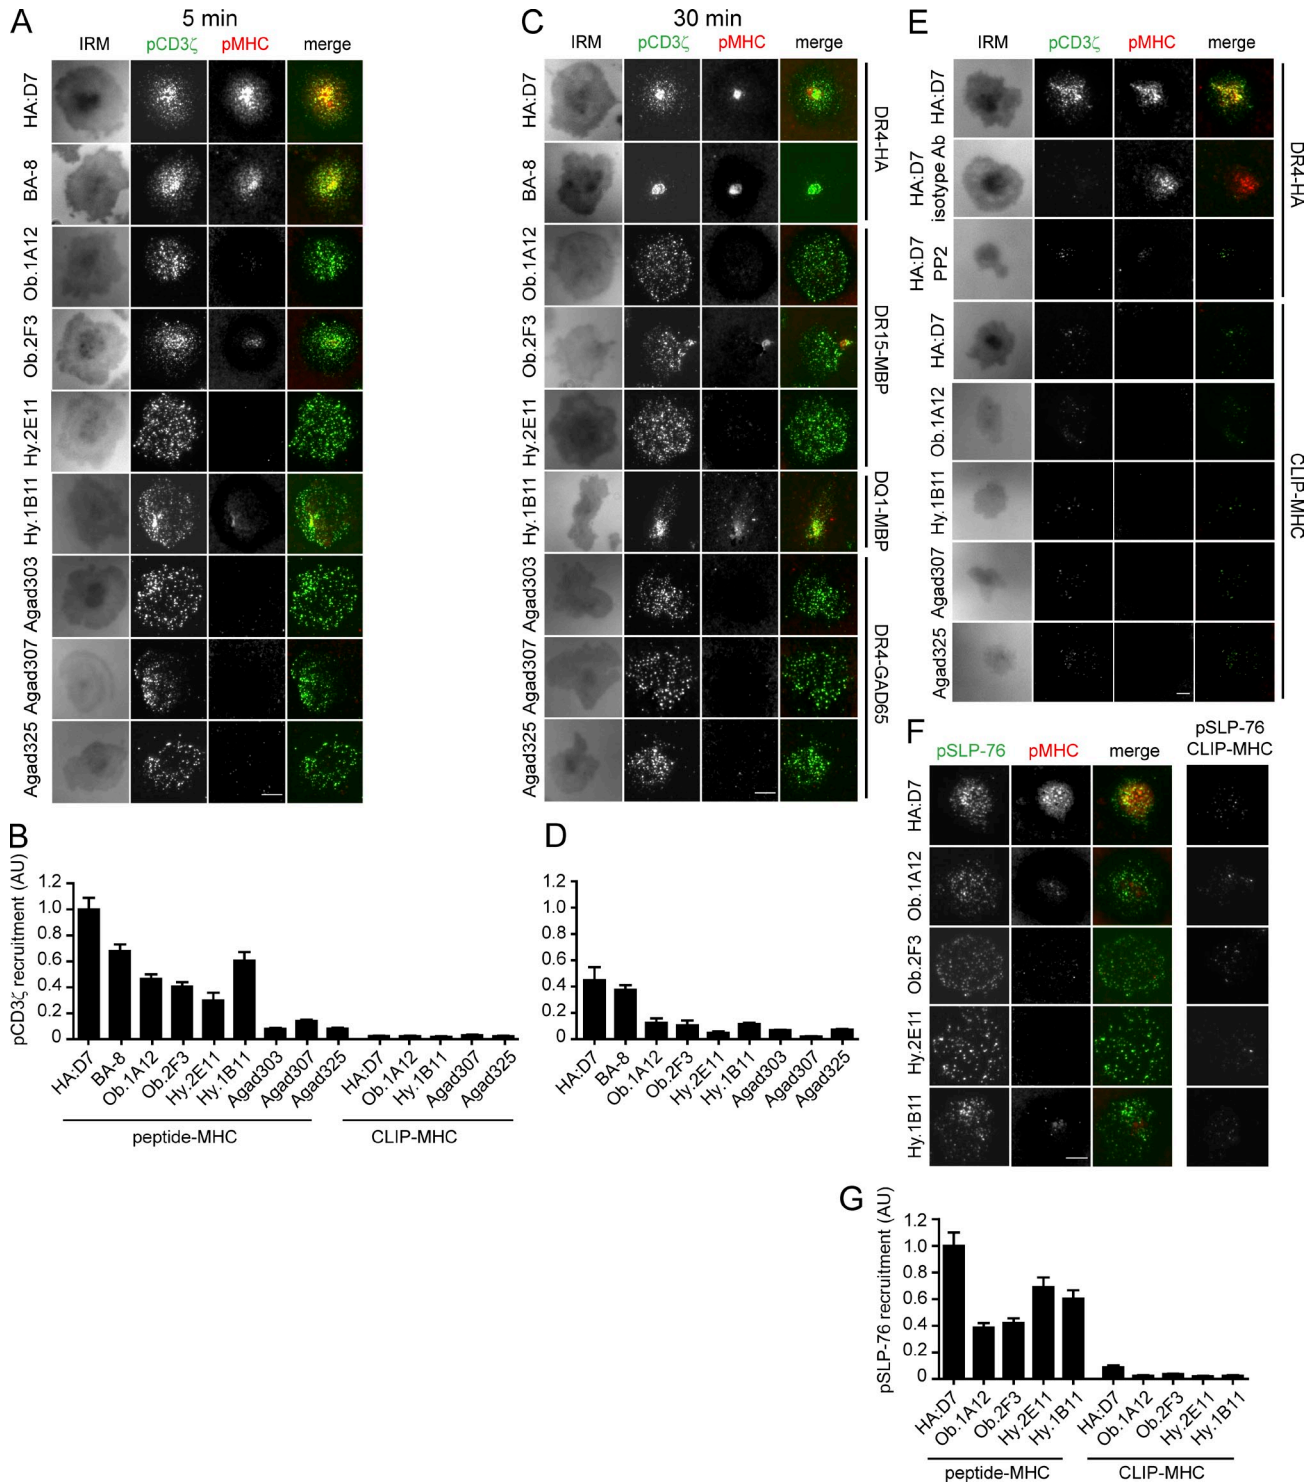 A
5 min
IRM pCD3ζ pMHC merge
HA:D7
BA-8
Ob.1A12
Ob.2F3
Hy.2E11
Hy.1B11
Agad303
Agad307
Agad325
C
30 min
IRM pCD3ζ pMHC merge
HA:D7
BA-8
Ob.1A12
Ob.2F3
Hy.2E11
Hy.1B11
Agad303
Agad307
Agad325
DR4-HA
DR15-MBP
DQ1-MBP
DR4-GAD65
E
IRM pCD3ζ pMHC merge
HA:D7
HA:D7
isotype Ab
HA:D7
PP2
HA:D7
Ob.1A12
Hy.1B11
Agad307
Agad325
DR4-HA
CLIP-MHC
F
pSLP-76 pMHC merge
pSLP-76
CLIP-MHC
HA:D7
Ob.1A12
Ob.2F3
Hy.2E11
Hy.1B11
B
pCD3ζ recruitment (AU)
1.2
1.0
0.8
0.6
0.4
0.2
0
HA:D7
BA-8
Ob.1A12
Ob.2F3
Hy.2E11
Hy.1B11
Agad303
Agad307
Agad325
HA:D7
Ob.1A12
Hy.1B11
Agad307
Agad325
peptide-MHC
CLIP-MHC
D
1.2
1.0
0.8
0.6
0.4
0.2
0
HA:D7
BA-8
Ob.1A12
Ob.2F3
Hy.2E11
Hy.1B11
Agad303
Agad307
Agad325
G
pSLP-76 recruitment (AU)
1.2
1.0
0.8
0.6
0.4
0.2
0
HA:D7
Ob.1A12
Ob.2F3
Hy.2E11
Hy.1B11
HA:D7
Ob.1A12
Ob.2F3
Hy.2E11
Hy.1B11
peptide-MHC
CLIP-MHC